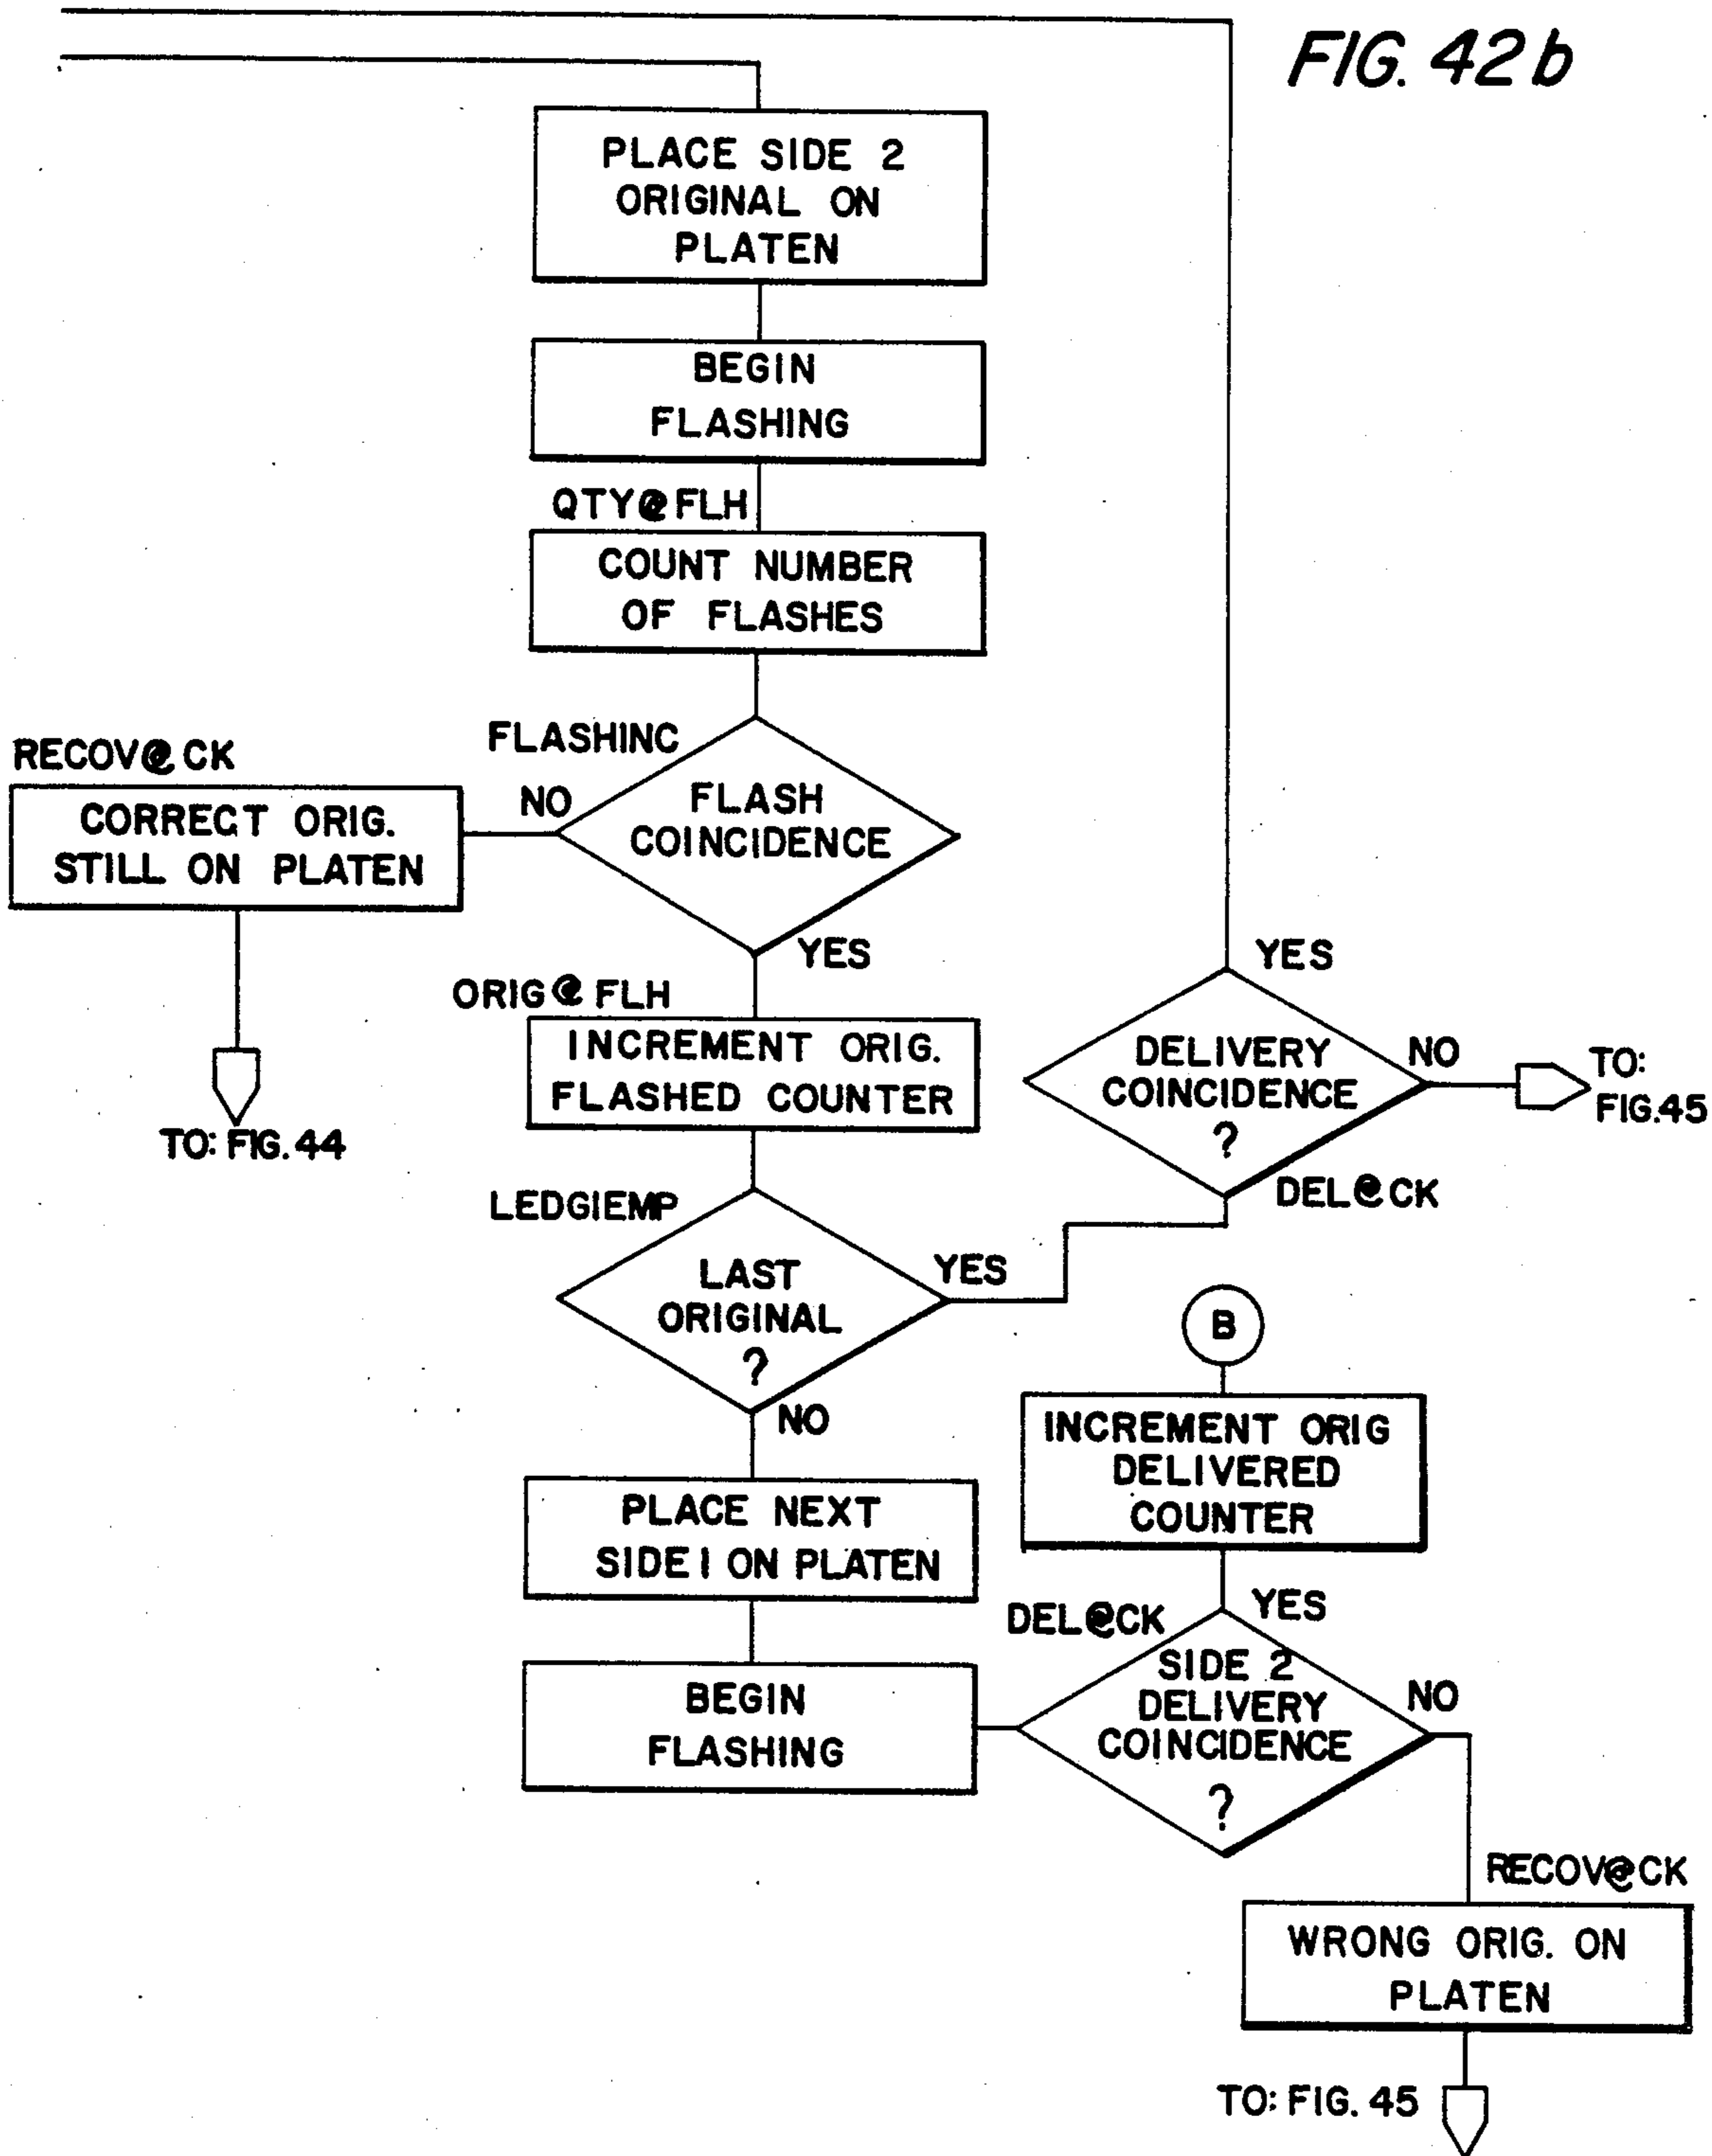 FIG. 42b
PLACE SIDE 2
ORIGINAL ON
PLATEN
BEGIN
FLASHING
QTY@FLH
COUNT NUMBER
OF FLASHES
FLASHINC
RECOV@CK
NO
FLASH
COINCIDENCE
CORRECT ORIG.
STILL ON PLATEN
YES
TO: FIG. 44
ORIG@FLH
INCREMENT ORIG.
FLASHED COUNTER
YES
DELIVERY
COINCIDENCE
?
NO
TO:
FIG.45
DEL@CK
LEDGIEMP
LAST
ORIGINAL
?
YES
NO
B
INCREMENT ORIG
DELIVERED
COUNTER
PLACE NEXT
SIDE 1 ON PLATEN
DEL@CK
YES
BEGIN
FLASHING
SIDE 2
DELIVERY
COINCIDENCE
?
NO
RECOV@CK
WRONG ORIG. ON
PLATEN
TO: FIG. 45